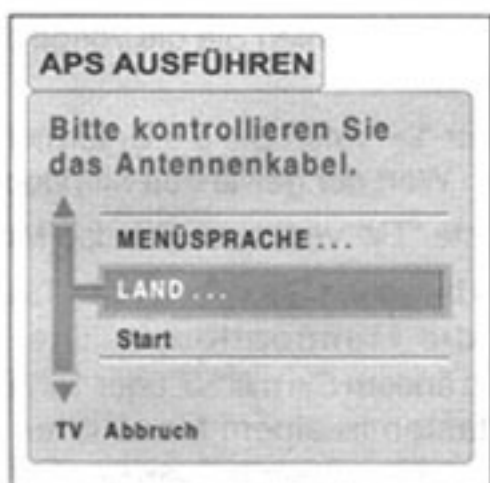 APS AUSFÜHREN
Bitte kontrollieren Sie
das Antennenkabel.
MENÜSPRACHE...
LAND...
Start
TV Abbruch